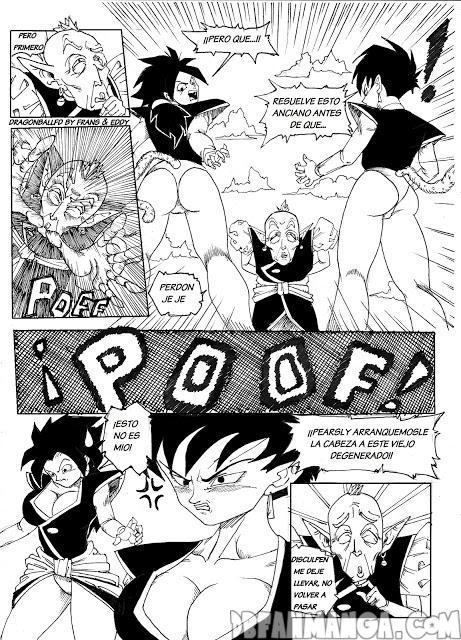 PERO
PRIMERO
DRAGONBALLFD BY FRANS & EDDY
¡¡PERO QUE...!!
RESUELVE ESTO
ANCIANO ANTES
DE QUE...
!
POFF
PERDON
JE JE
¡POOF!
¡ESTO
NO ES
MIO!
¡¡PEARSLY ARRANQUEMOSLE
LA CABEZA A ESTE VIEJO
DEGENERADO!!
DISCULPEN
ME DEJE
LLEVAR, NO
VOLVER A
PASAR
DBFANMANGA.COM